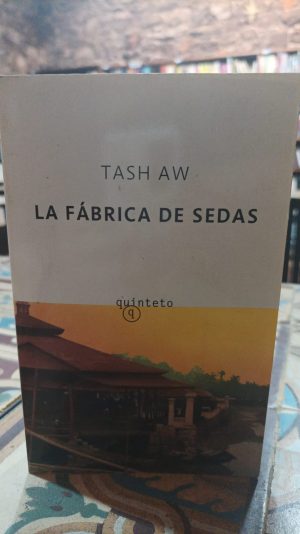 TASH AW
LA FÁBRICA DE SEDAS
quinteto
q